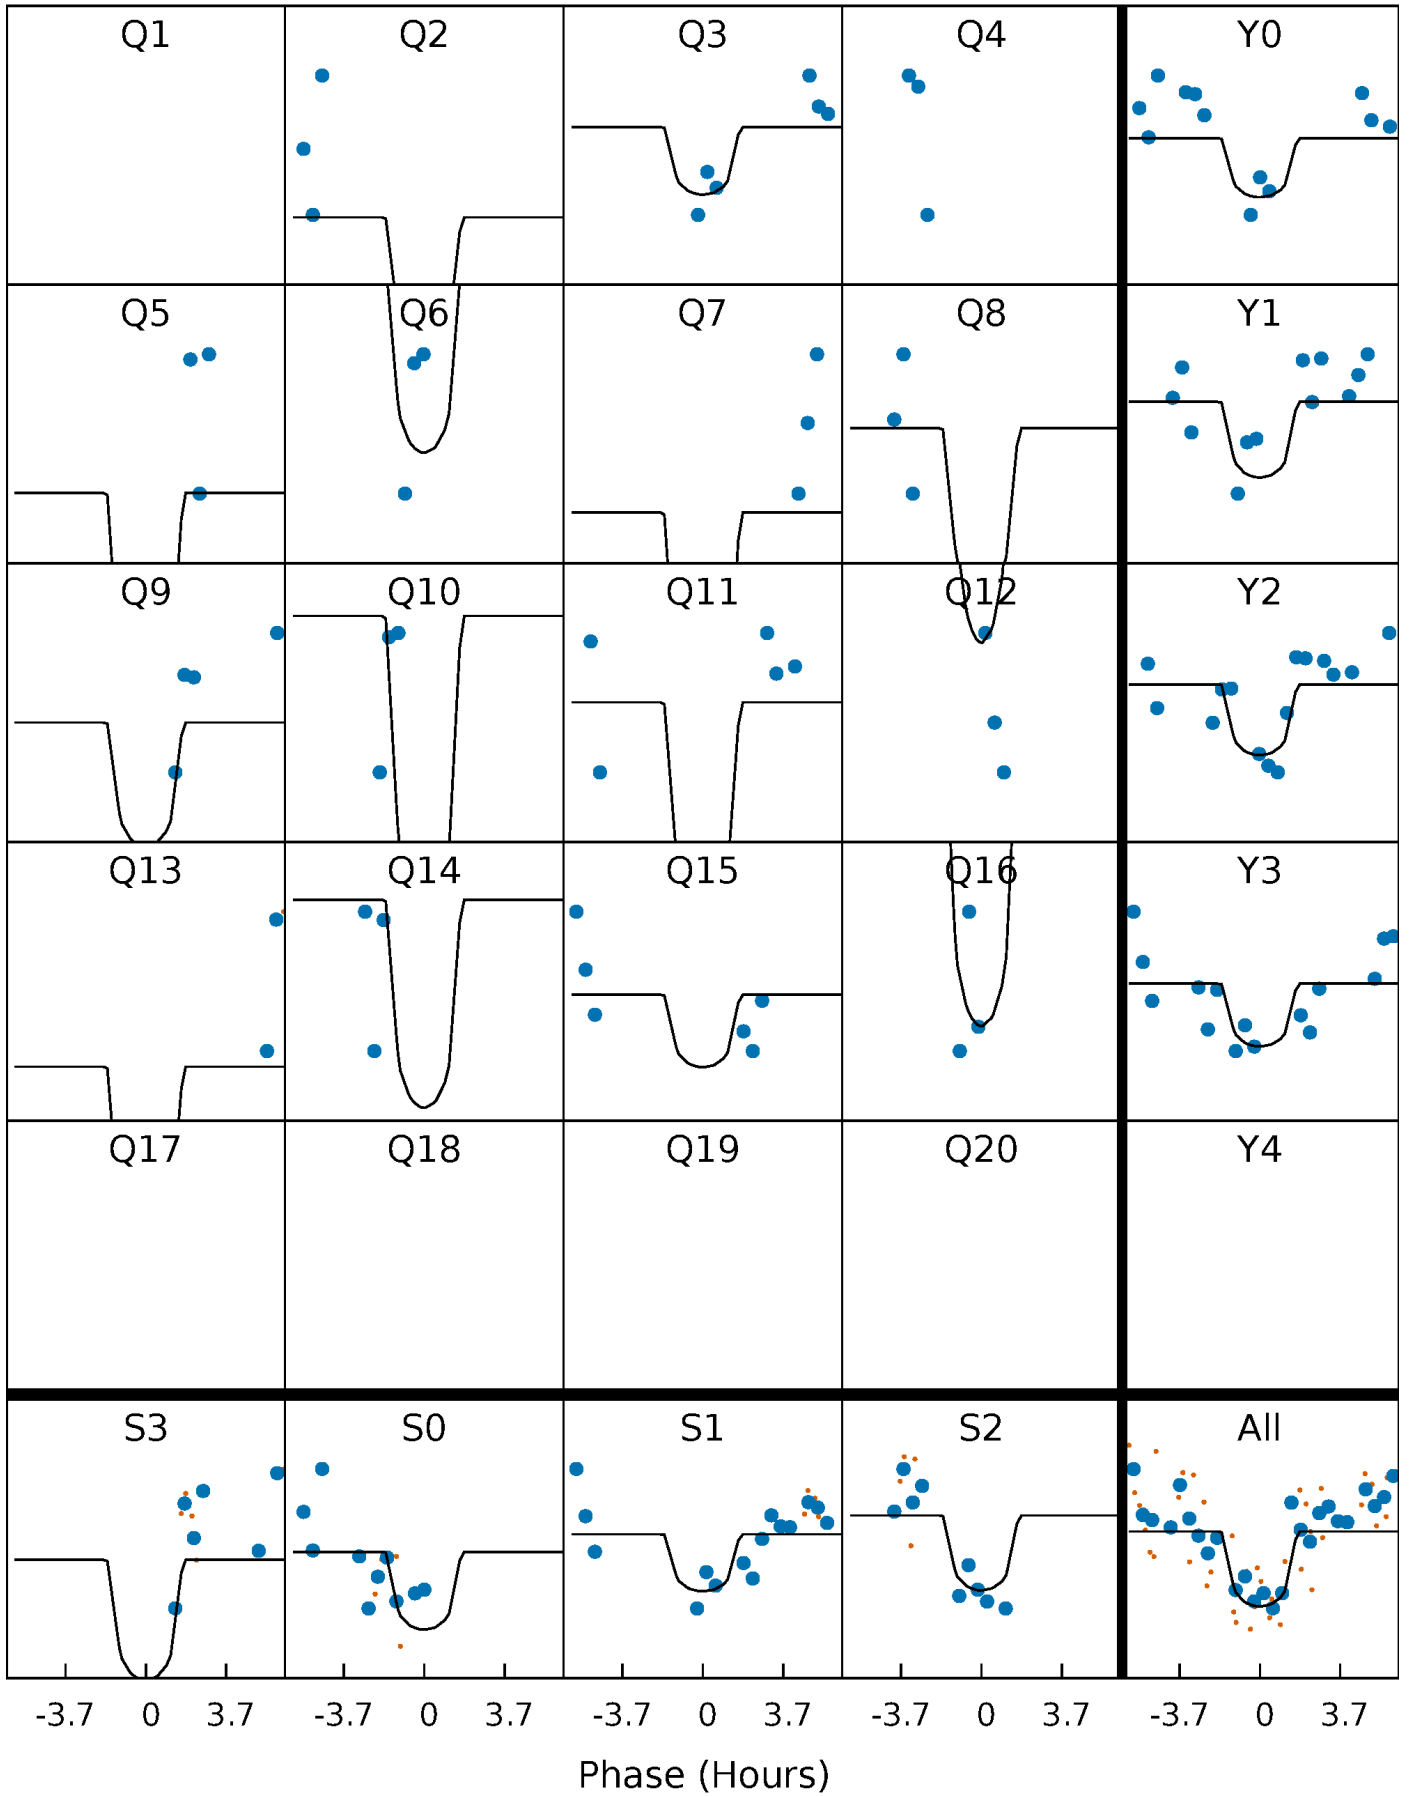 Q1 Q2 Q3 Q4 Y0
Q5 Q6 Q7 Q8 Y1
Q9 Q10 Q11 Q12 Y2
Q13 Q14 Q15 Q16 Y3
Q17 Q18 Q19 Q20 Y4
S3 S0 S1 S2 All
-3.7 0 3.7 -3.7 0 3.7 -3.7 0 3.7 -3.7 0 3.7 -3.7 0 3.7
Phase (Hours)